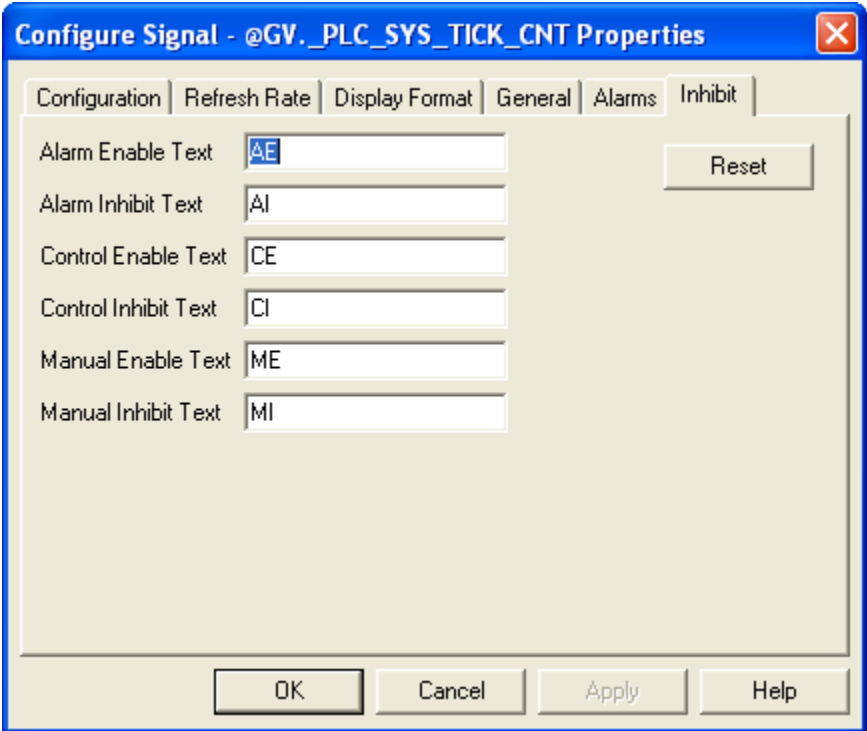 Configure Signal - @GV._PLC_SYS_TICK_CNT Properties
Configuration Refresh Rate Display Format General Alarms Inhibit
Alarm Enable Text AE Reset
Alarm Inhibit Text AI
Control Enable Text CE
Control Inhibit Text CI
Manual Enable Text ME
Manual Inhibit Text MI
OK Cancel Apply Help